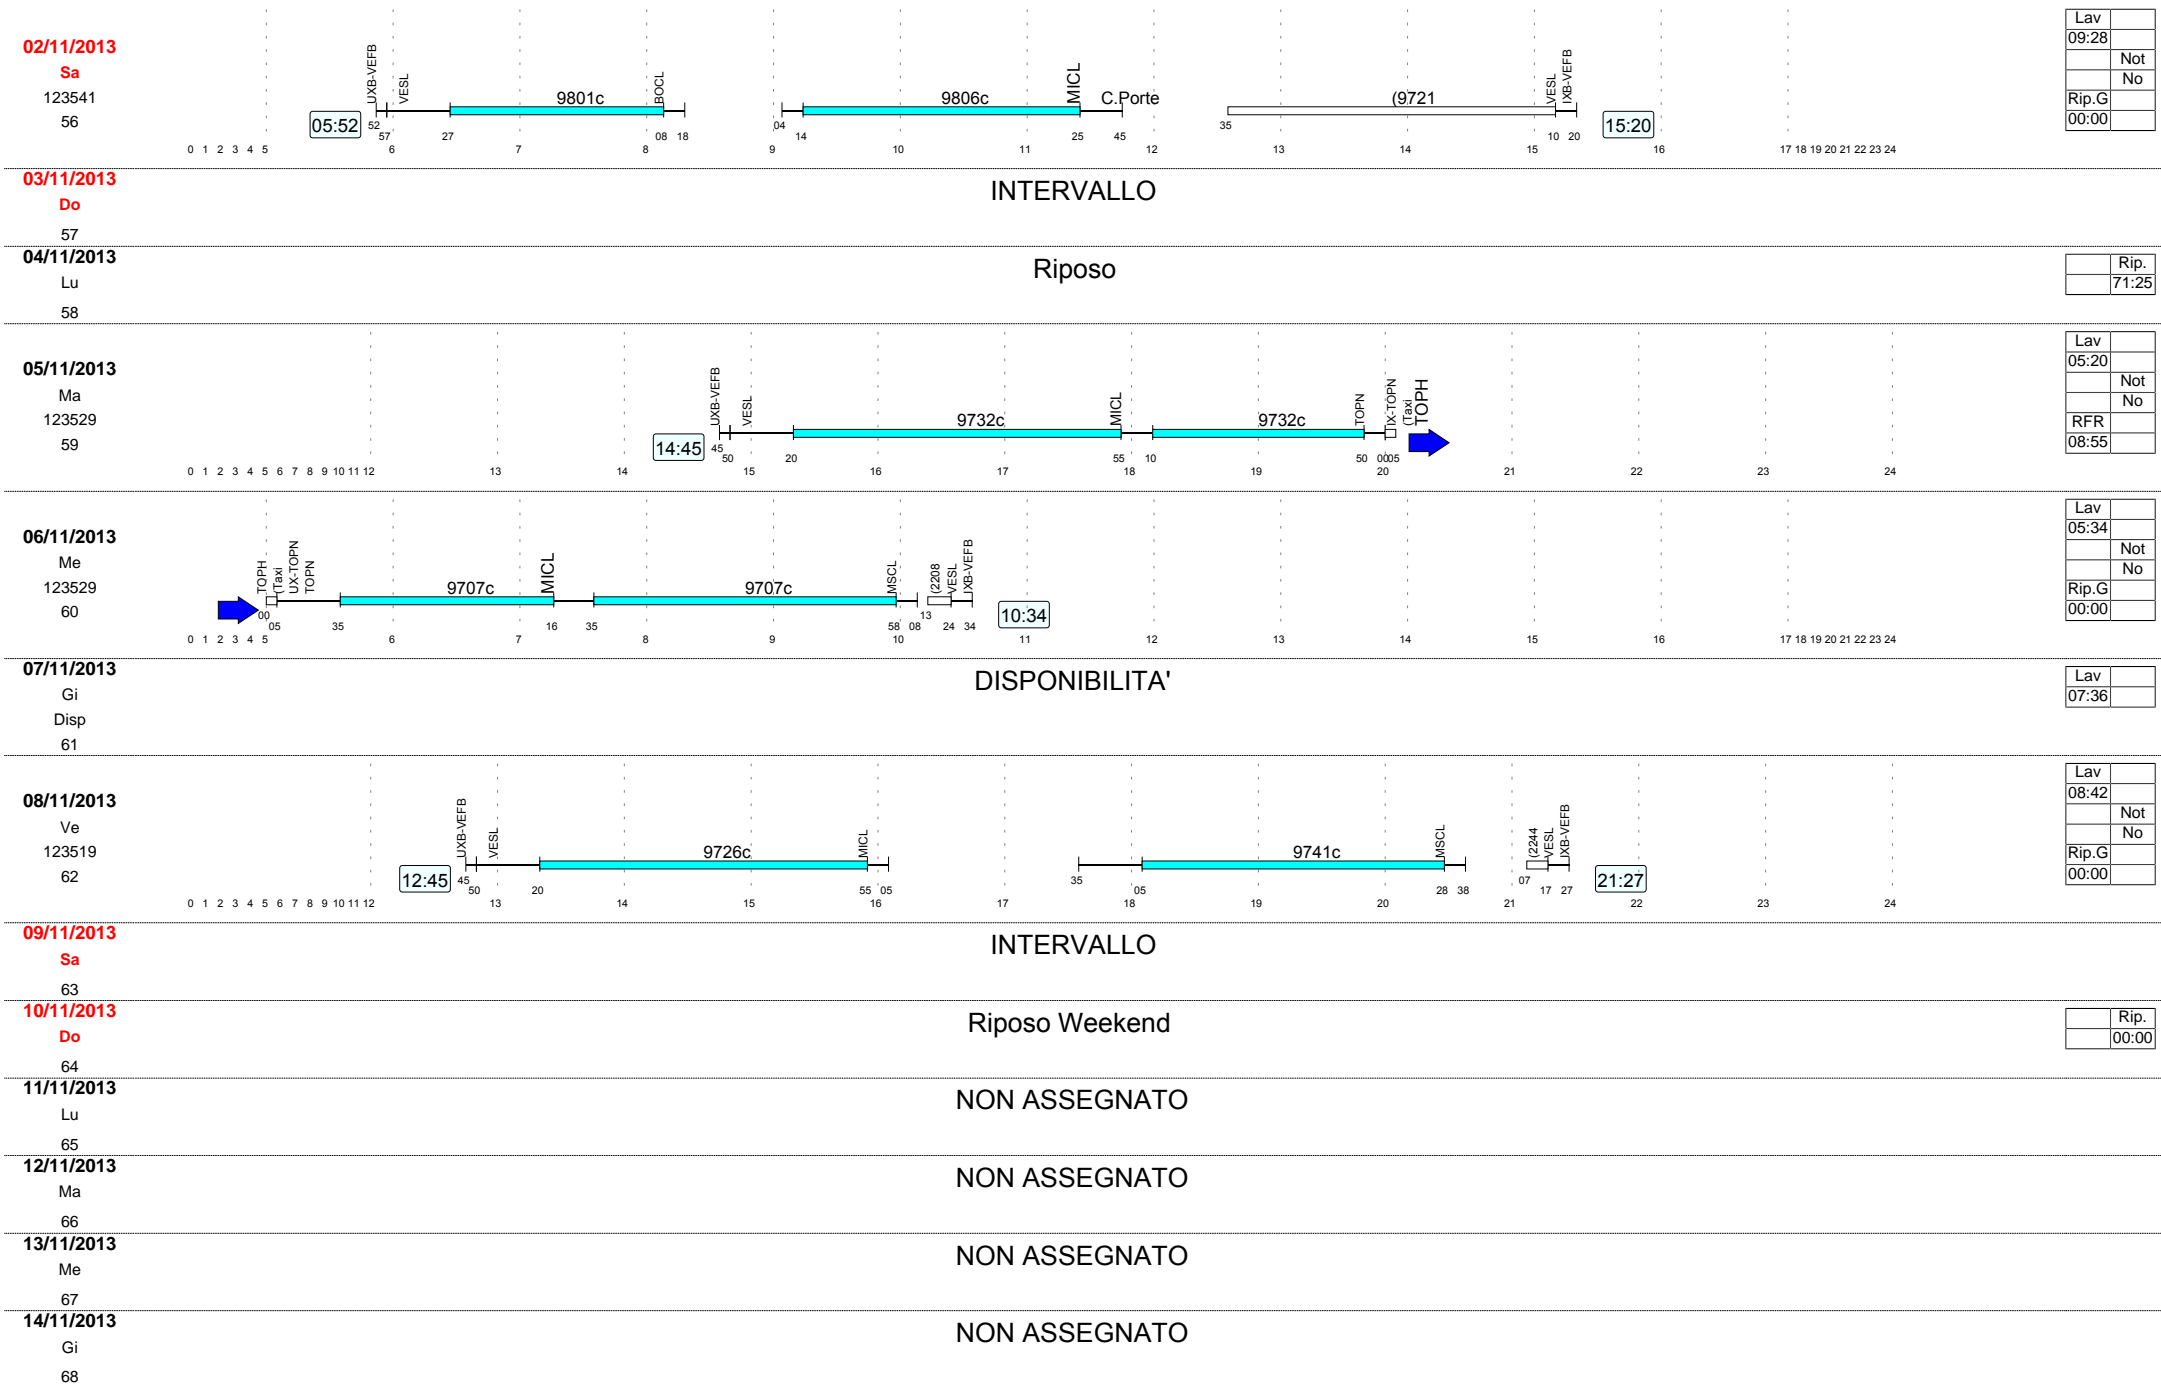 02/11/2013
Sa
123541
56
05:52
UXB-VEFB VESL 9801c BOCL 9806c MICL C.Porte (9721 VESL IXB-VEFB
52 57 27 08 18 04 14 25 45 35 10 20
15:20
0 1 2 3 4 5 6 7 8 9 10 11 12 13 14 15 16 17 18 19 20 21 22 23 24
Lav
09:28
Not
No
Rip.G
00:00
03/11/2013
Do
57
INTERVALLO
04/11/2013
Lu
58
Riposo
Rip.
71:25
05/11/2013
Ma
123529
59
14:45
UXB-VEFB VESL 9732c MICL 9732c TOPN IX-TOPN (Taxi TOPH
45 50 20 55 10 50 00 05
0 1 2 3 4 5 6 7 8 9 10 11 12 13 14 15 16 17 18 19 20 21 22 23 24
Lav
05:20
Not
No
RFR
08:55
06/11/2013
Me
123529
60
TOPH (Taxi UX-TOPN TOPN 9707c MICL 9707c MSCL (2208 VESL IXB-VEFB
00 05 35 16 35 58 08 13 24 34
10:34
0 1 2 3 4 5 6 7 8 9 10 11 12 13 14 15 16 17 18 19 20 21 22 23 24
Lav
05:34
Not
No
Rip.G
00:00
07/11/2013
Gi
Disp
61
DISPONIBILITA'
Lav
07:36
08/11/2013
Ve
123519
62
12:45
UXB-VEFB VESL 9726c MICL 9741c MSCL (2244 VESL IXB-VEFB
45 50 20 55 05 35 05 28 38 07 17 27
21:27
0 1 2 3 4 5 6 7 8 9 10 11 12 13 14 15 16 17 18 19 20 21 22 23 24
Lav
08:42
Not
No
Rip.G
00:00
09/11/2013
Sa
63
INTERVALLO
10/11/2013
Do
64
Riposo Weekend
Rip.
00:00
11/11/2013
Lu
65
NON ASSEGNATO
12/11/2013
Ma
66
NON ASSEGNATO
13/11/2013
Me
67
NON ASSEGNATO
14/11/2013
Gi
68
NON ASSEGNATO